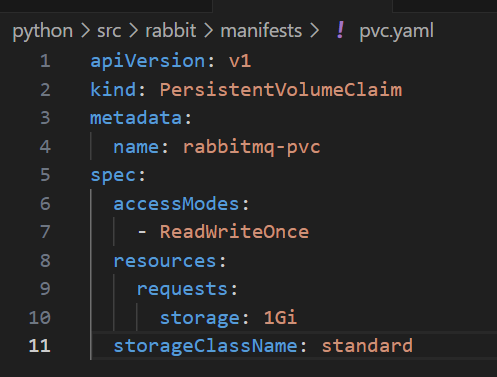 python > src > rabbit > manifests > ! pvc.yaml
1 apiVersion: v1
2 kind: PersistentVolumeClaim
3 metadata:
4   name: rabbitmq-pvc
5 spec:
6   accessModes:
7     - ReadWriteOnce
8   resources:
9     requests:
10       storage: 1Gi
11   storageClassName: standard